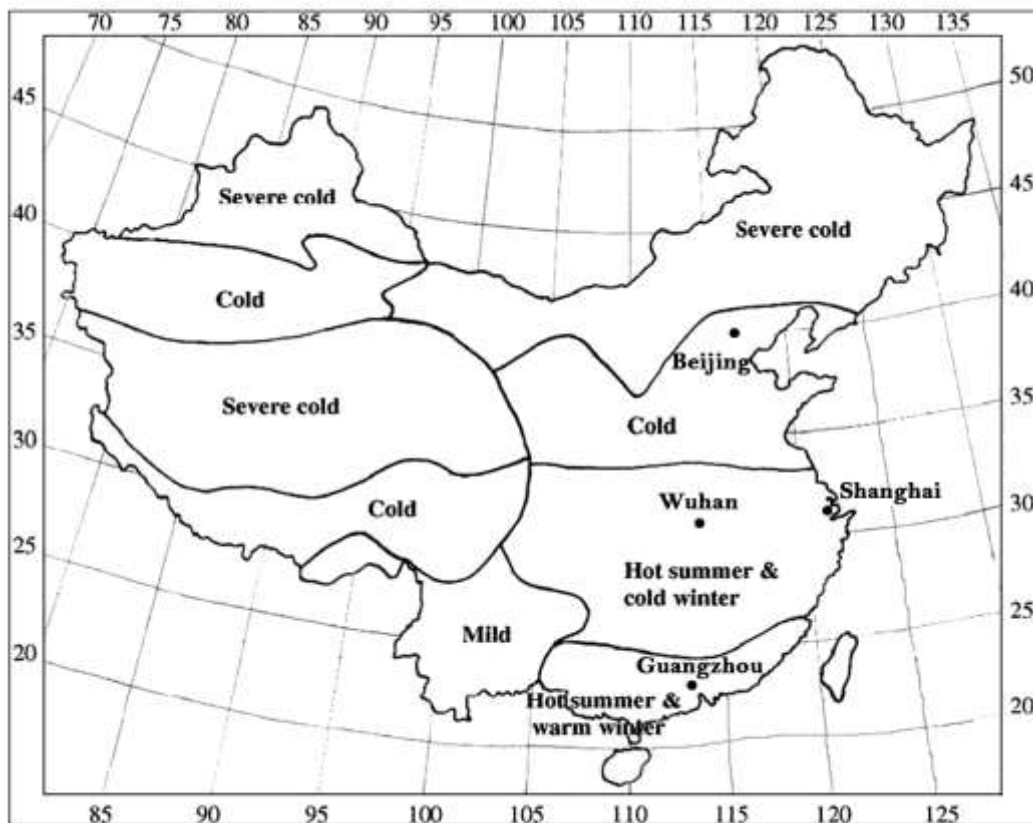 70 75 80 85 90 95 100 105 110 115 120 125 130 135
45
50
Severe cold
45
40
Severe cold
Cold
40
35
Beijing
Severe cold
35
Cold
30
Cold
Wuhan
Shanghai
30
25
Hot summer &
cold winter
25
Mild
20
Guangzhou
Hot summer &
warm winter
20
85 90 95 100 105 110 115 120 125